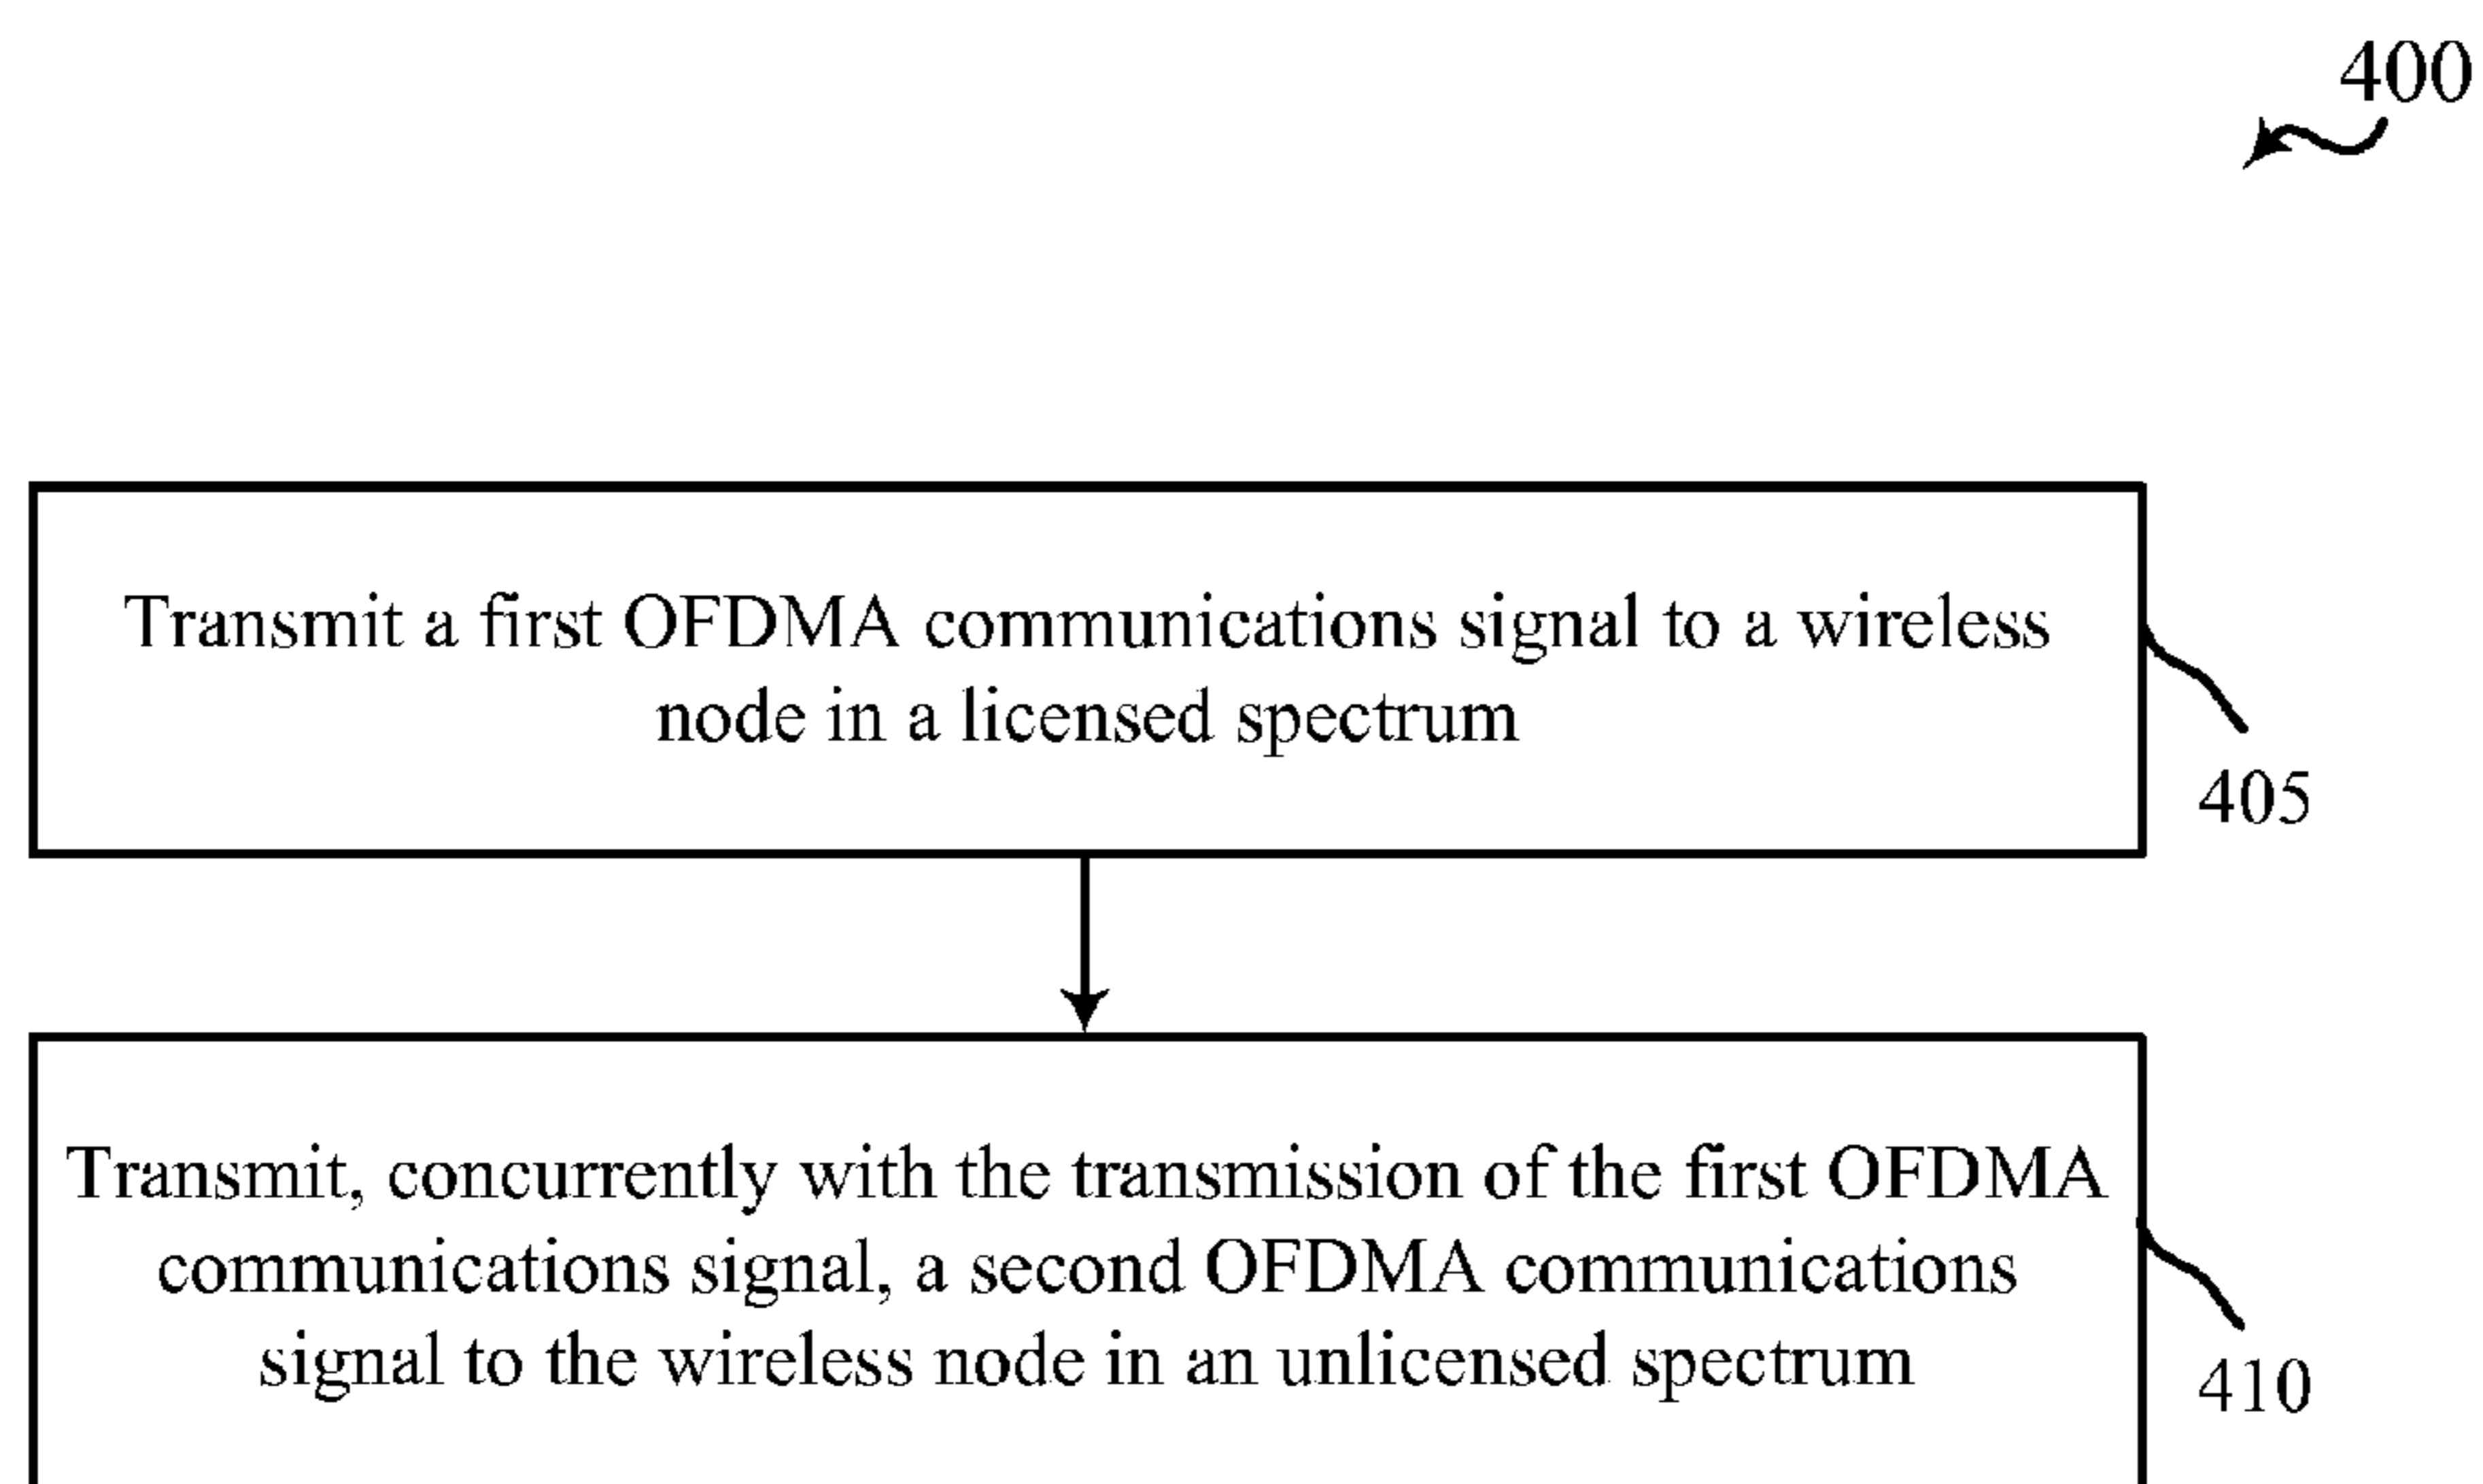 400
Transmit a first OFDMA communications signal to a wireless
node in a licensed spectrum
405
Transmit, concurrently with the transmission of the first OFDMA
communications signal, a second OFDMA communications
signal to the wireless node in an unlicensed spectrum
410